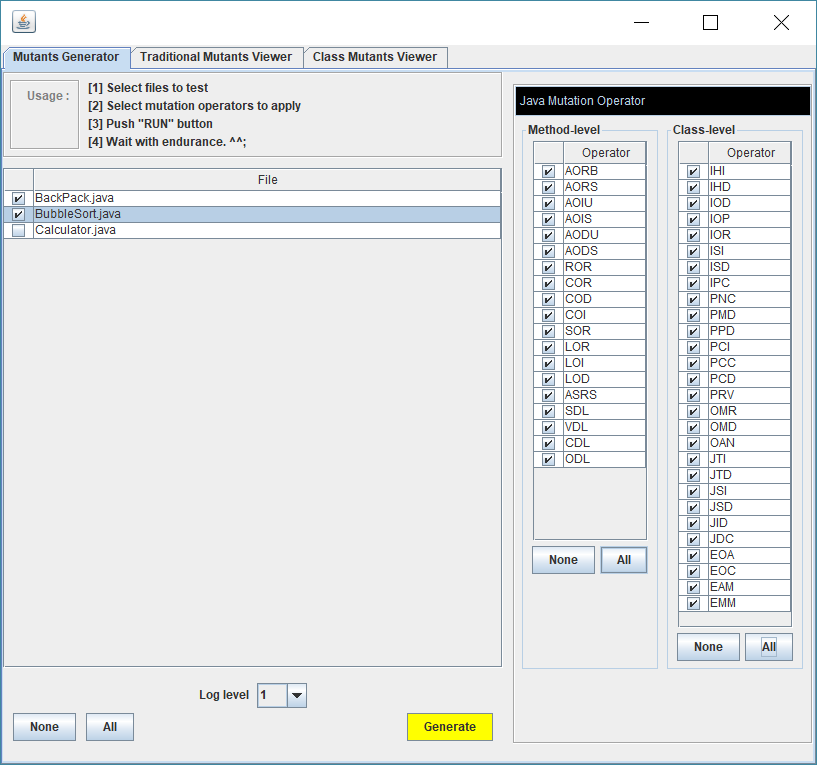 Mutants Generator Traditional Mutants Viewer Class Mutants Viewer
Usage :
[1] Select files to test
[2] Select mutation operators to apply
[3] Push "RUN" button
[4] Wait with endurance. ^^;
File
BackPack.java
BubbleSort.java
Calculator.java
Log level 1
None All Generate
Java Mutation Operator
Method-level
Operator
AORB
AORS
AOIU
AOIS
AODU
AODS
ROR
COR
COD
COI
SOR
LOR
LOI
LOD
ASRS
SDL
VDL
CDL
ODL
None All
Class-level
Operator
IHI
IHD
IOD
IOP
IOR
ISI
ISD
IPC
PNC
PMD
PPD
PCI
PCC
PCD
PRV
OMR
OMD
OAN
JTI
JTD
JSI
JSD
JID
JDC
EOA
EOC
EAM
EMM
None All